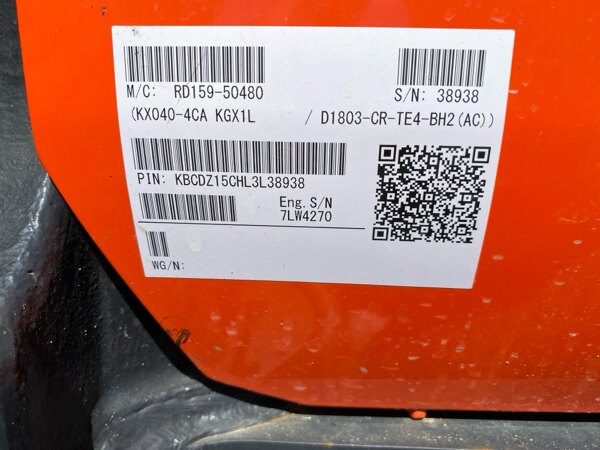 M/C: RD159-50480 S/N: 38938
(KX040-4CA KGX1L / D1803-CR-TE4-BH2(AC))
PIN: KBCDZ15CHL3L38938
Eng.S/N
7LW4270
WG/N: